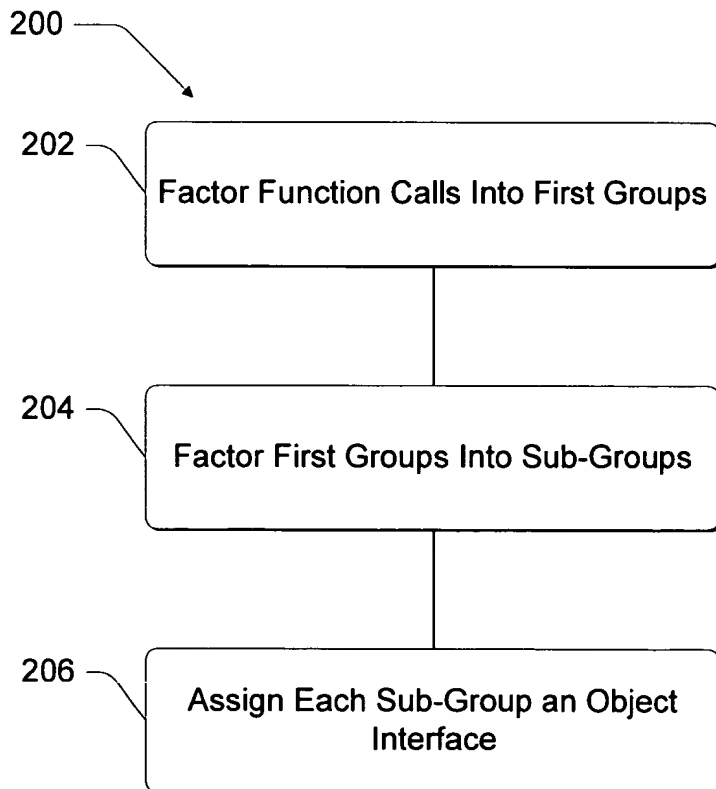 200
202
Factor Function Calls Into First Groups
204
Factor First Groups Into Sub-Groups
206
Assign Each Sub-Group an Object
Interface